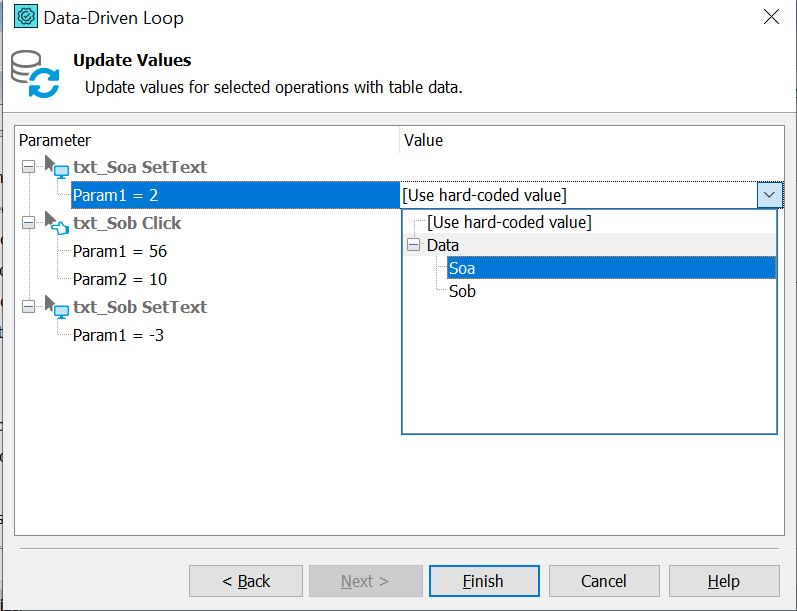 Data-Driven Loop
Update Values
Update values for selected operations with table data.
Parameter Value
txt_Soa SetText
Param1 = 2 [Use hard-coded value]
txt_Sob Click [Use hard-coded value]
Data
Param1 = 56
Soa
Param2 = 10
Sob
txt_Sob SetText
Param1 = -3
< Back Next > Finish Cancel Help